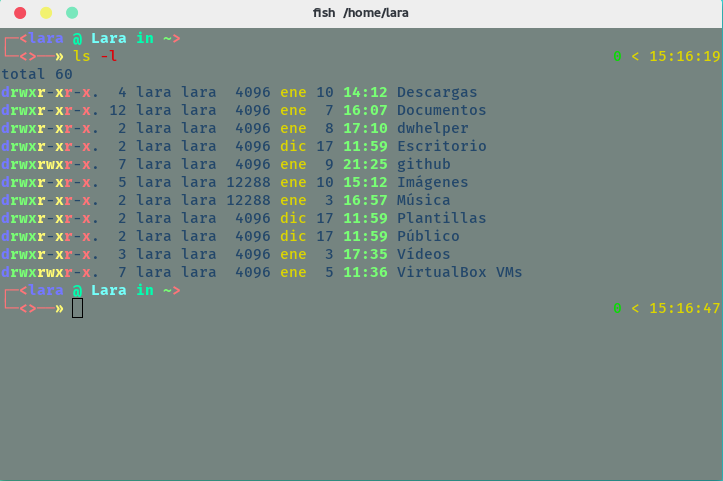 fish /home/lara
┌─<lara @ Lara in ~>
└─<>──» ls -l ⚬ < 15:16:19
total 60
drwxr-xr-x. 4 lara lara 4096 ene 10 14:12 Descargas
drwxr-xr-x. 12 lara lara 4096 ene 7 16:07 Documentos
drwxr-xr-x. 2 lara lara 4096 ene 8 17:10 dwhelper
drwxr-xr-x. 2 lara lara 4096 dic 17 11:59 Escritorio
drwxrwxr-x. 7 lara lara 4096 ene 9 21:25 github
drwxr-xr-x. 5 lara lara 12288 ene 10 15:12 Imágenes
drwxr-xr-x. 2 lara lara 12288 ene 3 16:57 Música
drwxr-xr-x. 2 lara lara 4096 dic 17 11:59 Plantillas
drwxr-xr-x. 2 lara lara 4096 dic 17 11:59 Público
drwxr-xr-x. 3 lara lara 4096 ene 3 17:35 Vídeos
drwxrwxr-x. 7 lara lara 4096 ene 5 11:36 VirtualBox VMs
┌─<lara @ Lara in ~>
└─<>──» ⚬ < 15:16:47